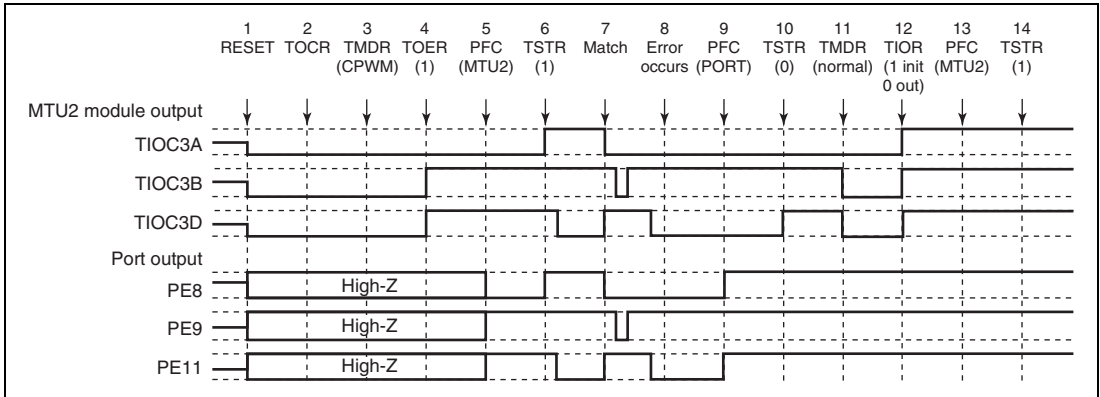 1 2 3 4 5 6 7 8 9 10 11 12 13 14
RESET TOCR TMDR TOER PFC TSTR Match Error PFC TSTR TMDR TIOR PFC TSTR
(CPWM) (1) (MTU2) (1) occurs (PORT) (0) (normal) (1 init (MTU2) (1)
0 out)
MTU2 module output
TIOC3A
TIOC3B
TIOC3D
Port output
PE8 High-Z
PE9 High-Z
PE11 High-Z